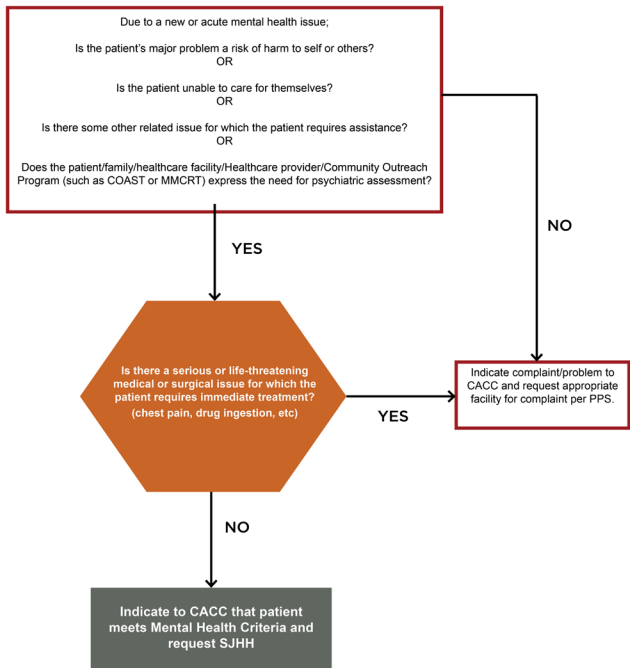 Due to a new or acute mental health issue;
Is the patient's major problem a risk of harm to self or others?
OR
Is the patient unable to care for themselves?
OR
Is there some other related issue for which the patient requires assistance?
OR
Does the patient/family/healthcare facility/Healthcare provider/Community Outreach
Program (such as COAST or MMCRT) express the need for psychiatric assessment?
NO
YES
Is there a serious or life-threatening
medical or surgical issue for which the
patient requires immediate treatment?
(chest pain, drug ingestion, etc)
YES
Indicate complaint/problem to
CACC and request appropriate
facility for complaint per PPS.
NO
Indicate to CACC that patient
meets Mental Health Criteria and
request SJHH